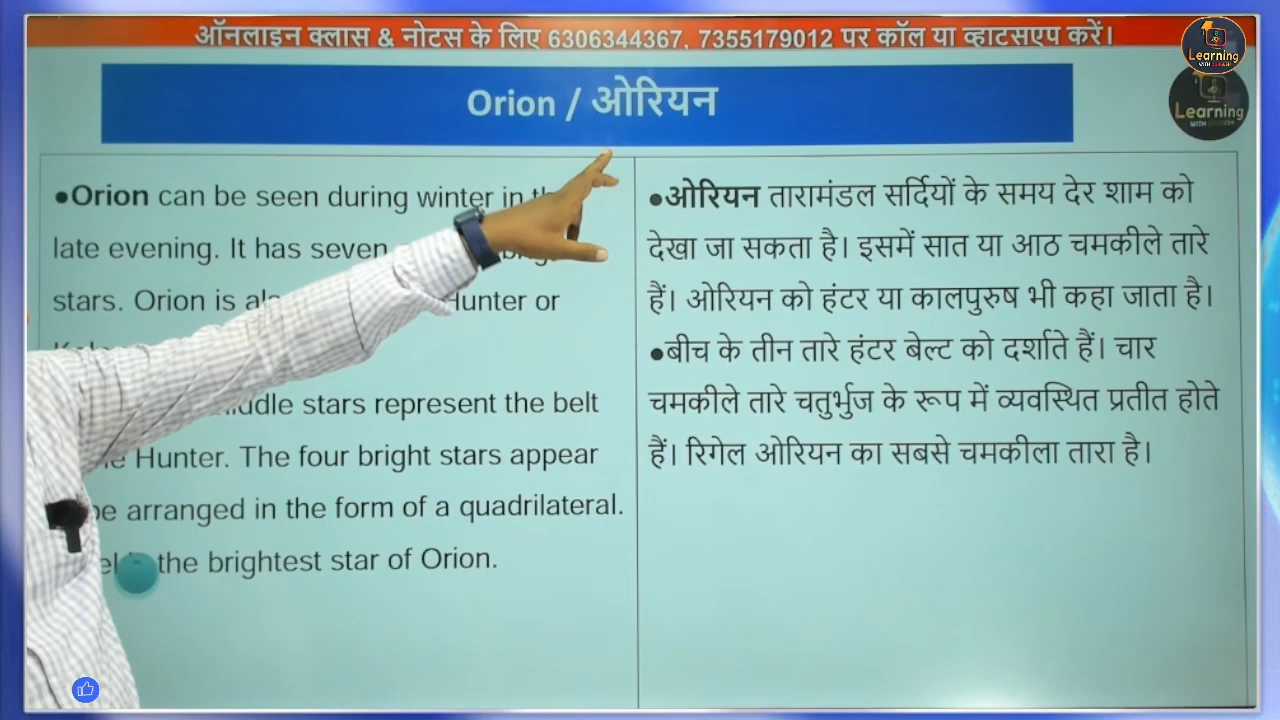 ऑनलाइन क्लास & नोटस के लिए 6306344367, 7355179012 पर कॉल या व्हाटसएप करें।
Learning
Learning
Orion / ओरियन
●Orion can be seen during winter in
late evening. It has seven
stars. Orion is Hunter or
stars represent the belt
Hunter. The four bright stars appear
be arranged in the form of a quadrilateral.
the brightest star of Orion.
●ओरियन तारामंडल सर्दियों के समय देर शाम को
देखा जा सकता है। इसमें सात या आठ चमकीले तारे
हैं। ओरियन को हंटर या कालपुरुष भी कहा जाता है।
●बीच के तीन तारे हंटर बेल्ट को दर्शाते हैं। चार
चमकीले तारे चतुर्भुज के रूप में व्यवस्थित प्रतीत होते
हैं। रिगेल ओरियन का सबसे चमकीला तारा है।